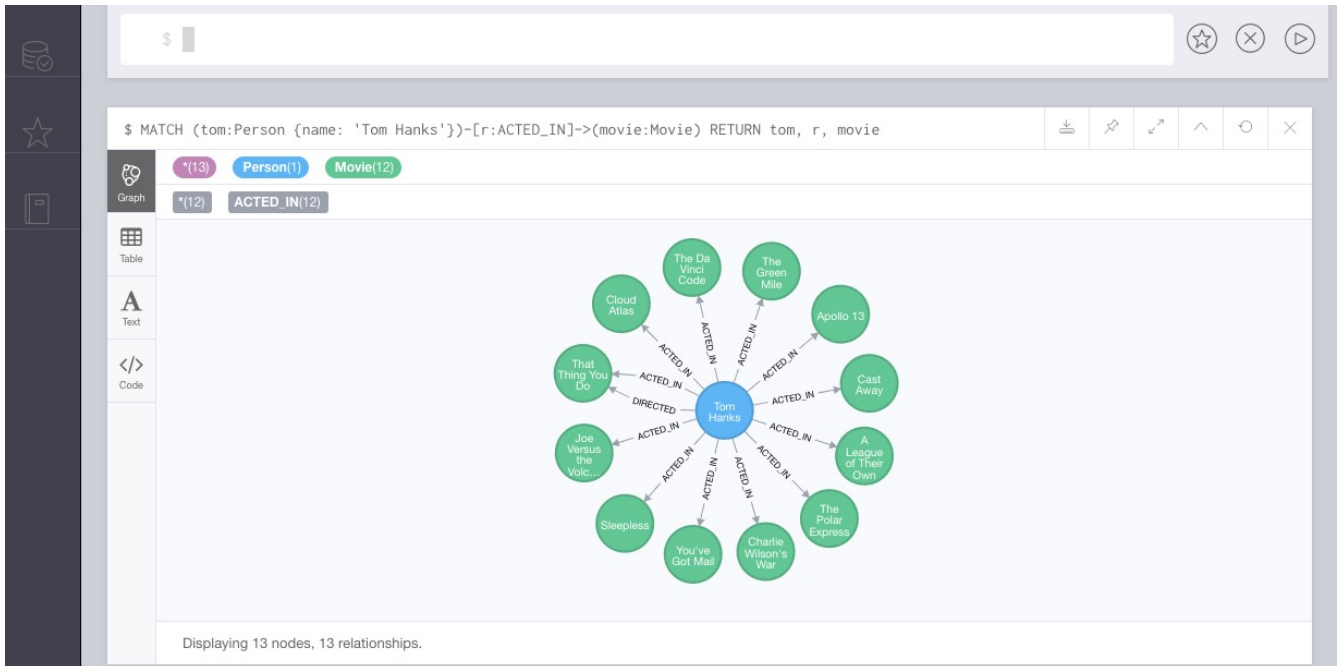 $
$ MATCH (tom:Person {name: 'Tom Hanks'})-[r:ACTED_IN]->(movie:Movie) RETURN tom, r, movie
*(13) Person(1) Movie(12)
*(12) ACTED_IN(12)
Graph
Table
A
Text
</>
Code
The Da
Vinci
Code
The
Green
Mile
Cloud
Atlas
Apollo 13
ACTED_IN
ACTED_IN
ACTED_IN
ACTED_IN
That
Thing You
Do
ACTED_IN
Cast
Away
ACTED_IN
DIRECTED
Tom
Hanks
Joe
Versus
the
Volc...
ACTED_IN
ACTED_IN
A
League
of Their
Own
ACTED_IN
ACTED_IN
ACTED_IN
ACTED_IN
Sleepless
The
Polar
Express
You've
Got Mail
Charlie
Wilson's
War
Displaying 13 nodes, 13 relationships.